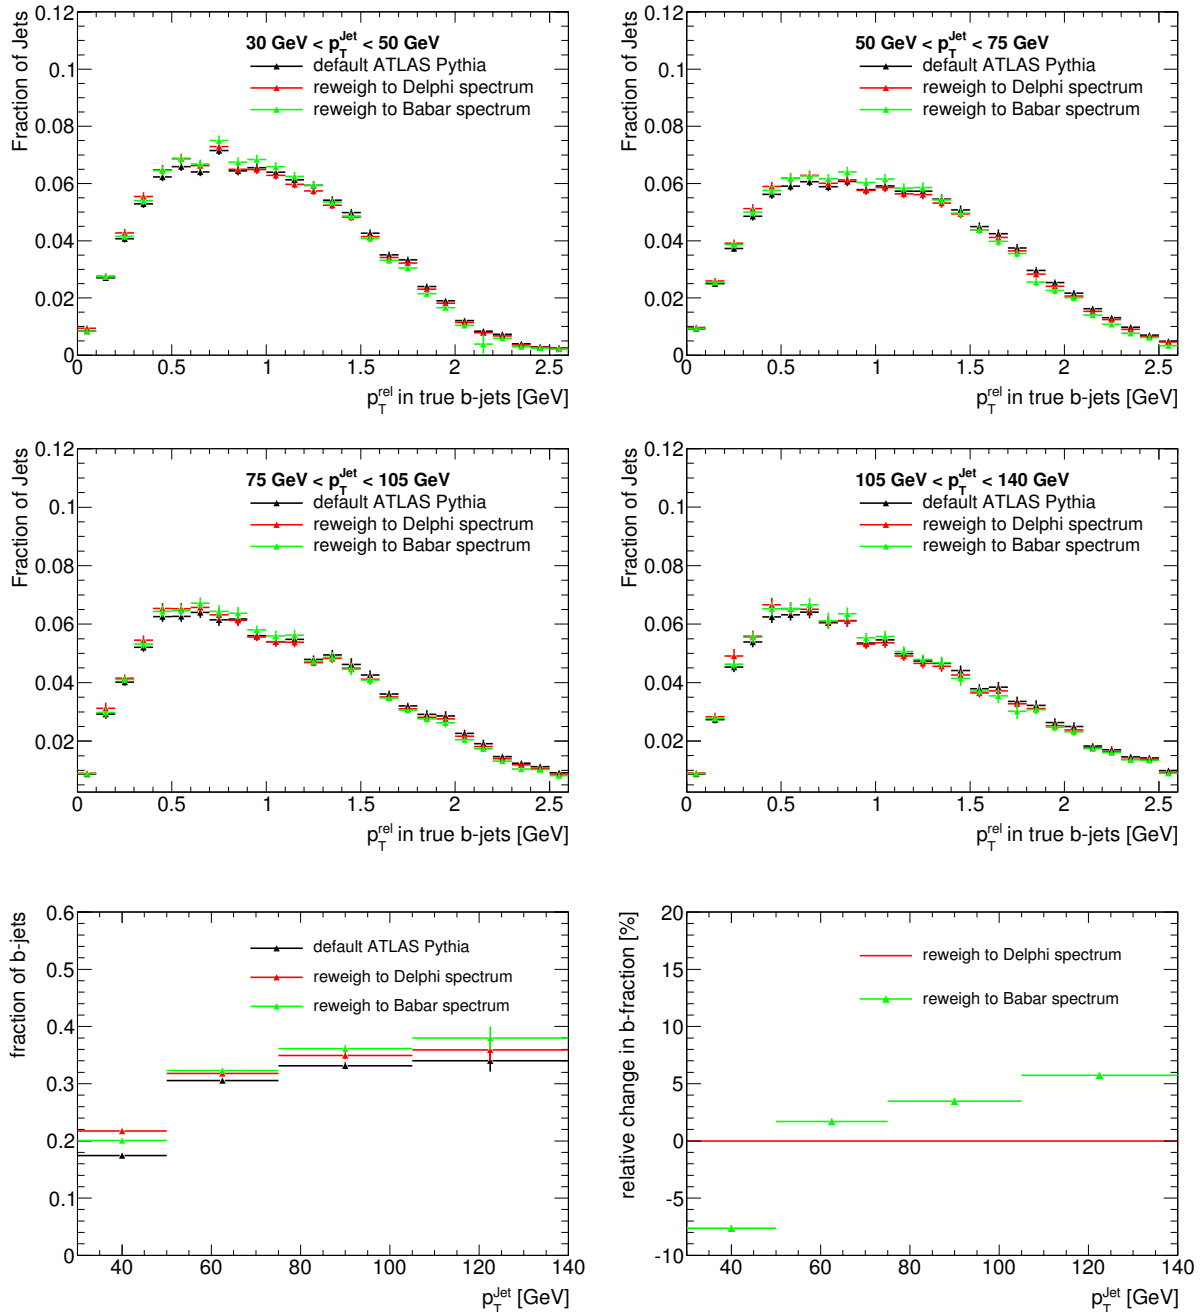 Fraction of Jets
0.12
0.1
0.08
0.06
0.04
0.02
0
30 GeV < p_T^Jet < 50 GeV
default ATLAS Pythia
reweigh to Delphi spectrum
reweigh to Babar spectrum
0 0.5 1 1.5 2 2.5
p_T^rel in true b-jets [GeV]
Fraction of Jets
0.12
0.1
0.08
0.06
0.04
0.02
0
50 GeV < p_T^Jet < 75 GeV
default ATLAS Pythia
reweigh to Delphi spectrum
reweigh to Babar spectrum
0 0.5 1 1.5 2 2.5
p_T^rel in true b-jets [GeV]
Fraction of Jets
0.12
0.1
0.08
0.06
0.04
0.02
75 GeV < p_T^Jet < 105 GeV
default ATLAS Pythia
reweigh to Delphi spectrum
reweigh to Babar spectrum
0 0.5 1 1.5 2 2.5
p_T^rel in true b-jets [GeV]
Fraction of Jets
0.12
0.1
0.08
0.06
0.04
0.02
105 GeV < p_T^Jet < 140 GeV
default ATLAS Pythia
reweigh to Delphi spectrum
reweigh to Babar spectrum
0 0.5 1 1.5 2 2.5
p_T^rel in true b-jets [GeV]
fraction of b-jets
0.6
0.5
0.4
0.3
0.2
0.1
0
default ATLAS Pythia
reweigh to Delphi spectrum
reweigh to Babar spectrum
40 60 80 100 120 140
p_T^Jet [GeV]
relative change in b-fraction [%]
20
15
10
5
0
-5
-10
reweigh to Delphi spectrum
reweigh to Babar spectrum
40 60 80 100 120 140
p_T^Jet [GeV]